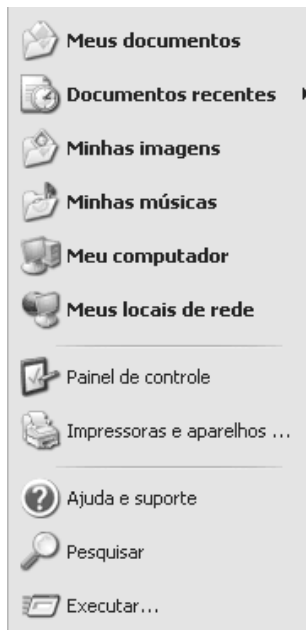 Meus documentos
Documentos recentes
Minhas imagens
Minhas músicas
Meu computador
Meus locais de rede
Painel de controle
Impressoras e aparelhos ...
Ajuda e suporte
Pesquisar
Executar...